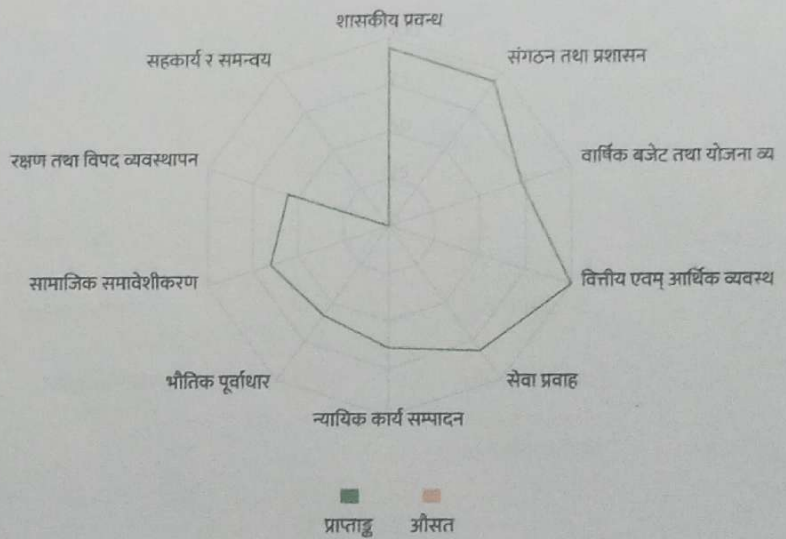 शासकीय प्रवन्ध
संगठन तथा प्रशासन
वार्षिक बजेट तथा योजना व्य
वित्तीय एवम् आर्थिक व्यवस्थ
सेवा प्रवाह
न्यायिक कार्य सम्पादन
भौतिक पूर्वाधार
सामाजिक समावेशीकरण
रक्षण तथा विपद व्यवस्थापन
सहकार्य र समन्वय
प्राप्ताङ्क औसत